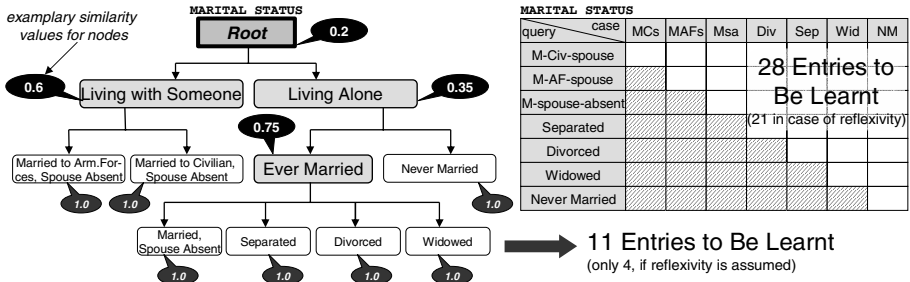 exemplary similarity
values for nodes
MARITAL STATUS
Root
0.2
0.6
Living with Someone
Living Alone
0.35
0.75
Married to Arm.For-
ces, Spouse Absent
Married to Civilian,
Spouse Absent
Ever Married
Never Married
1.0
1.0
1.0
Married,
Spouse Absent
Separated
Divorced
Widowed
1.0
1.0
1.0
1.0
MARITAL STATUS
query case MCs MAFs Msa Div Sep Wid NM
M-Civ-spouse
M-AF-spouse
M-spouse-absent
Separated
Divorced
Widowed
Never Married
28 Entries to
Be Learnt
(21 in case of reflexivity)
11 Entries to Be Learnt
(only 4, if reflexivity is assumed)